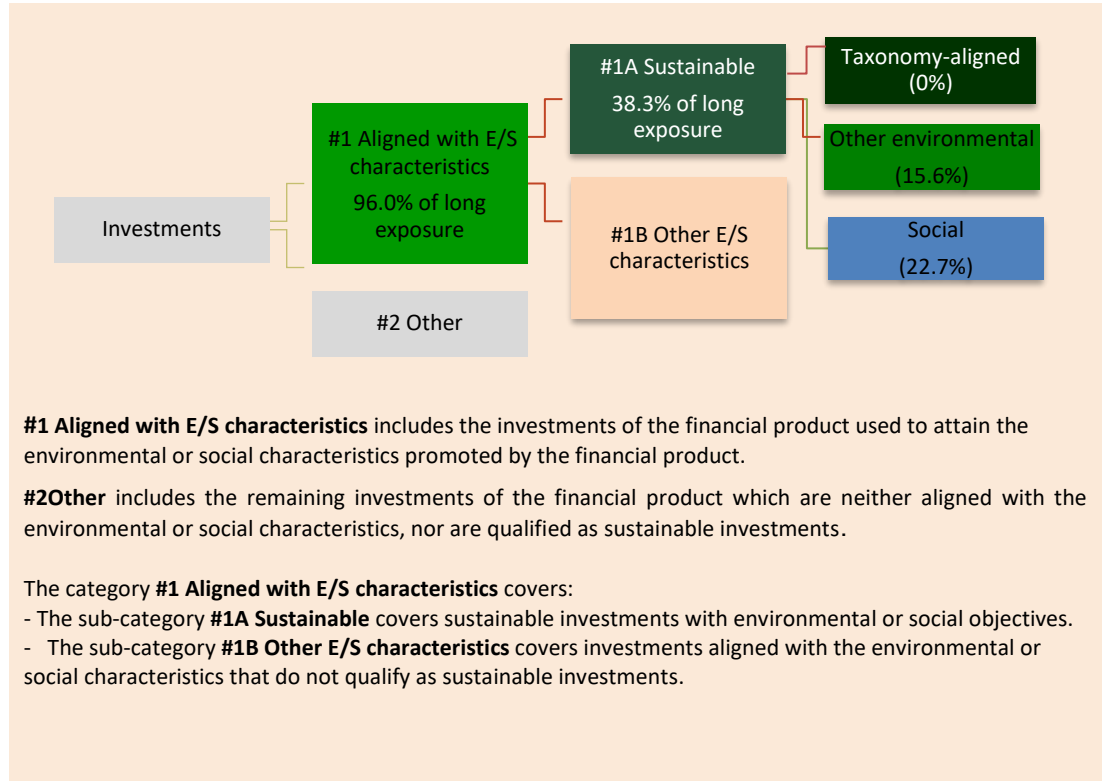 Investments
#1 Aligned with E/S
characteristics
96.0% of long
exposure
#2 Other
#1A Sustainable
38.3% of long
exposure
#1B Other E/S
characteristics
Taxonomy-aligned
(0%)
Other environmental
(15.6%)
Social
(22.7%)
#1 Aligned with E/S characteristics includes the investments of the financial product used to attain the
environmental or social characteristics promoted by the financial product.
#2Other includes the remaining investments of the financial product which are neither aligned with the
environmental or social characteristics, nor are qualified as sustainable investments.
The category #1 Aligned with E/S characteristics covers:
- The sub-category #1A Sustainable covers sustainable investments with environmental or social objectives.
- The sub-category #1B Other E/S characteristics covers investments aligned with the environmental or
social characteristics that do not qualify as sustainable investments.